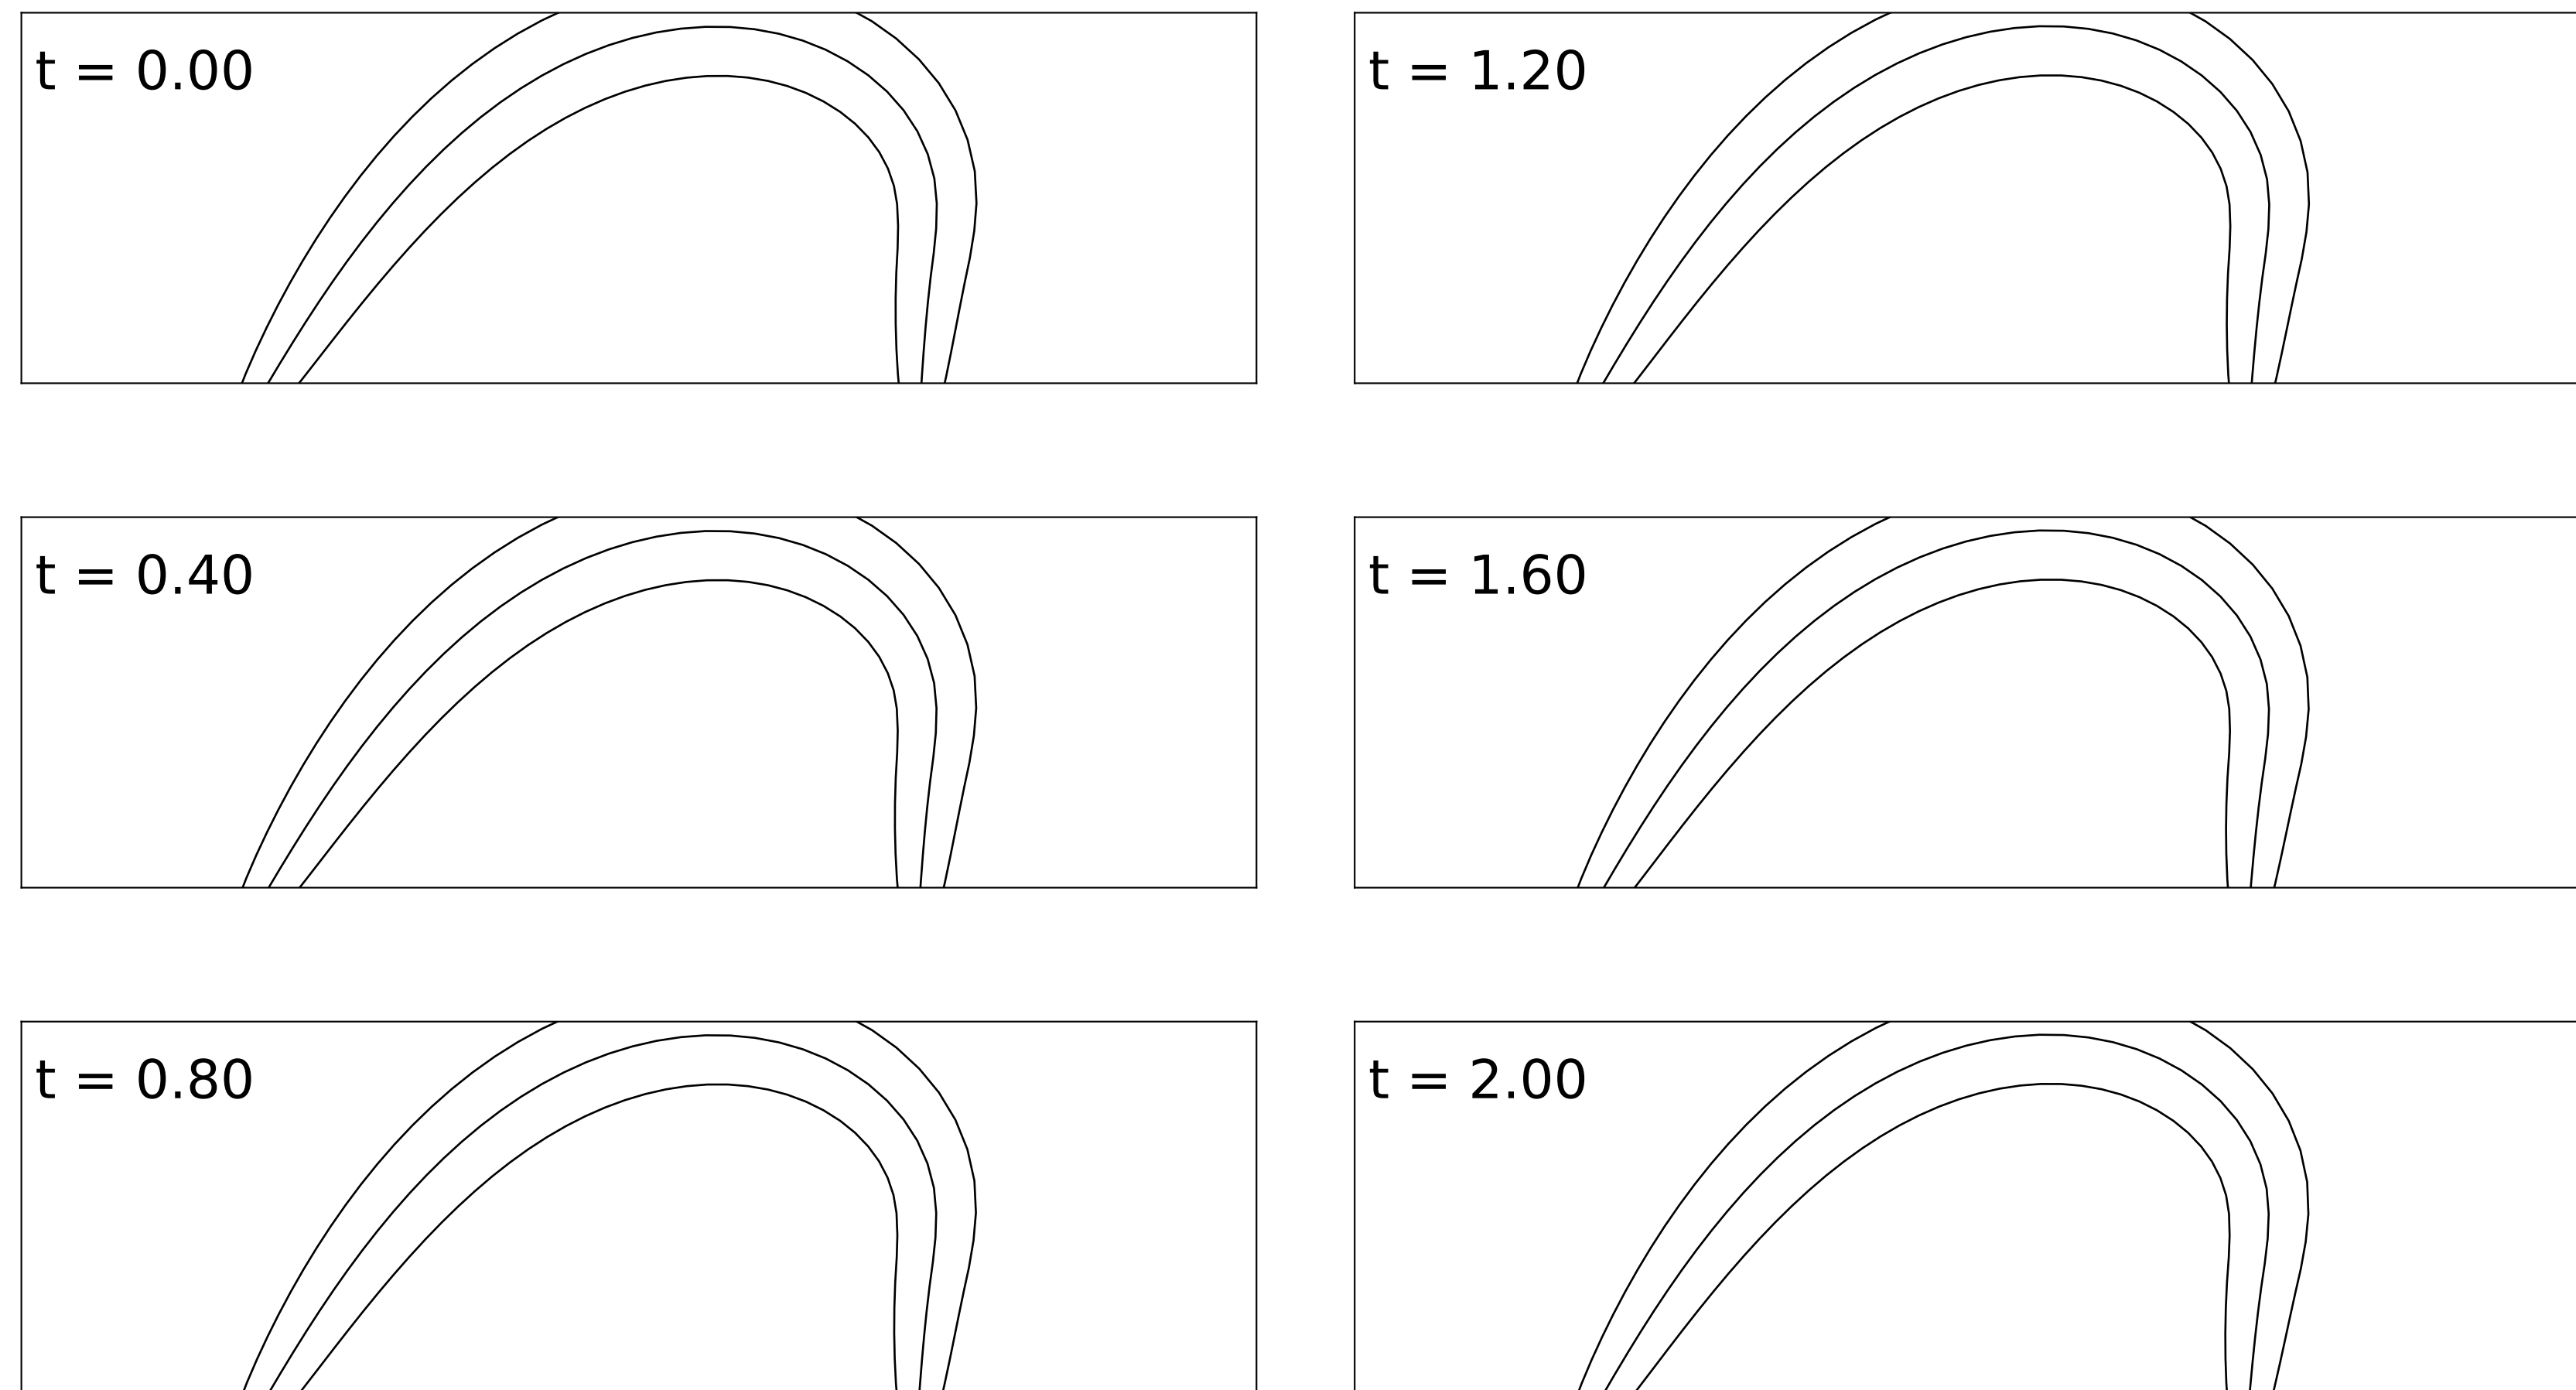 t = 0.00
t = 1.20
t = 0.40
t = 1.60
t = 0.80
t = 2.00